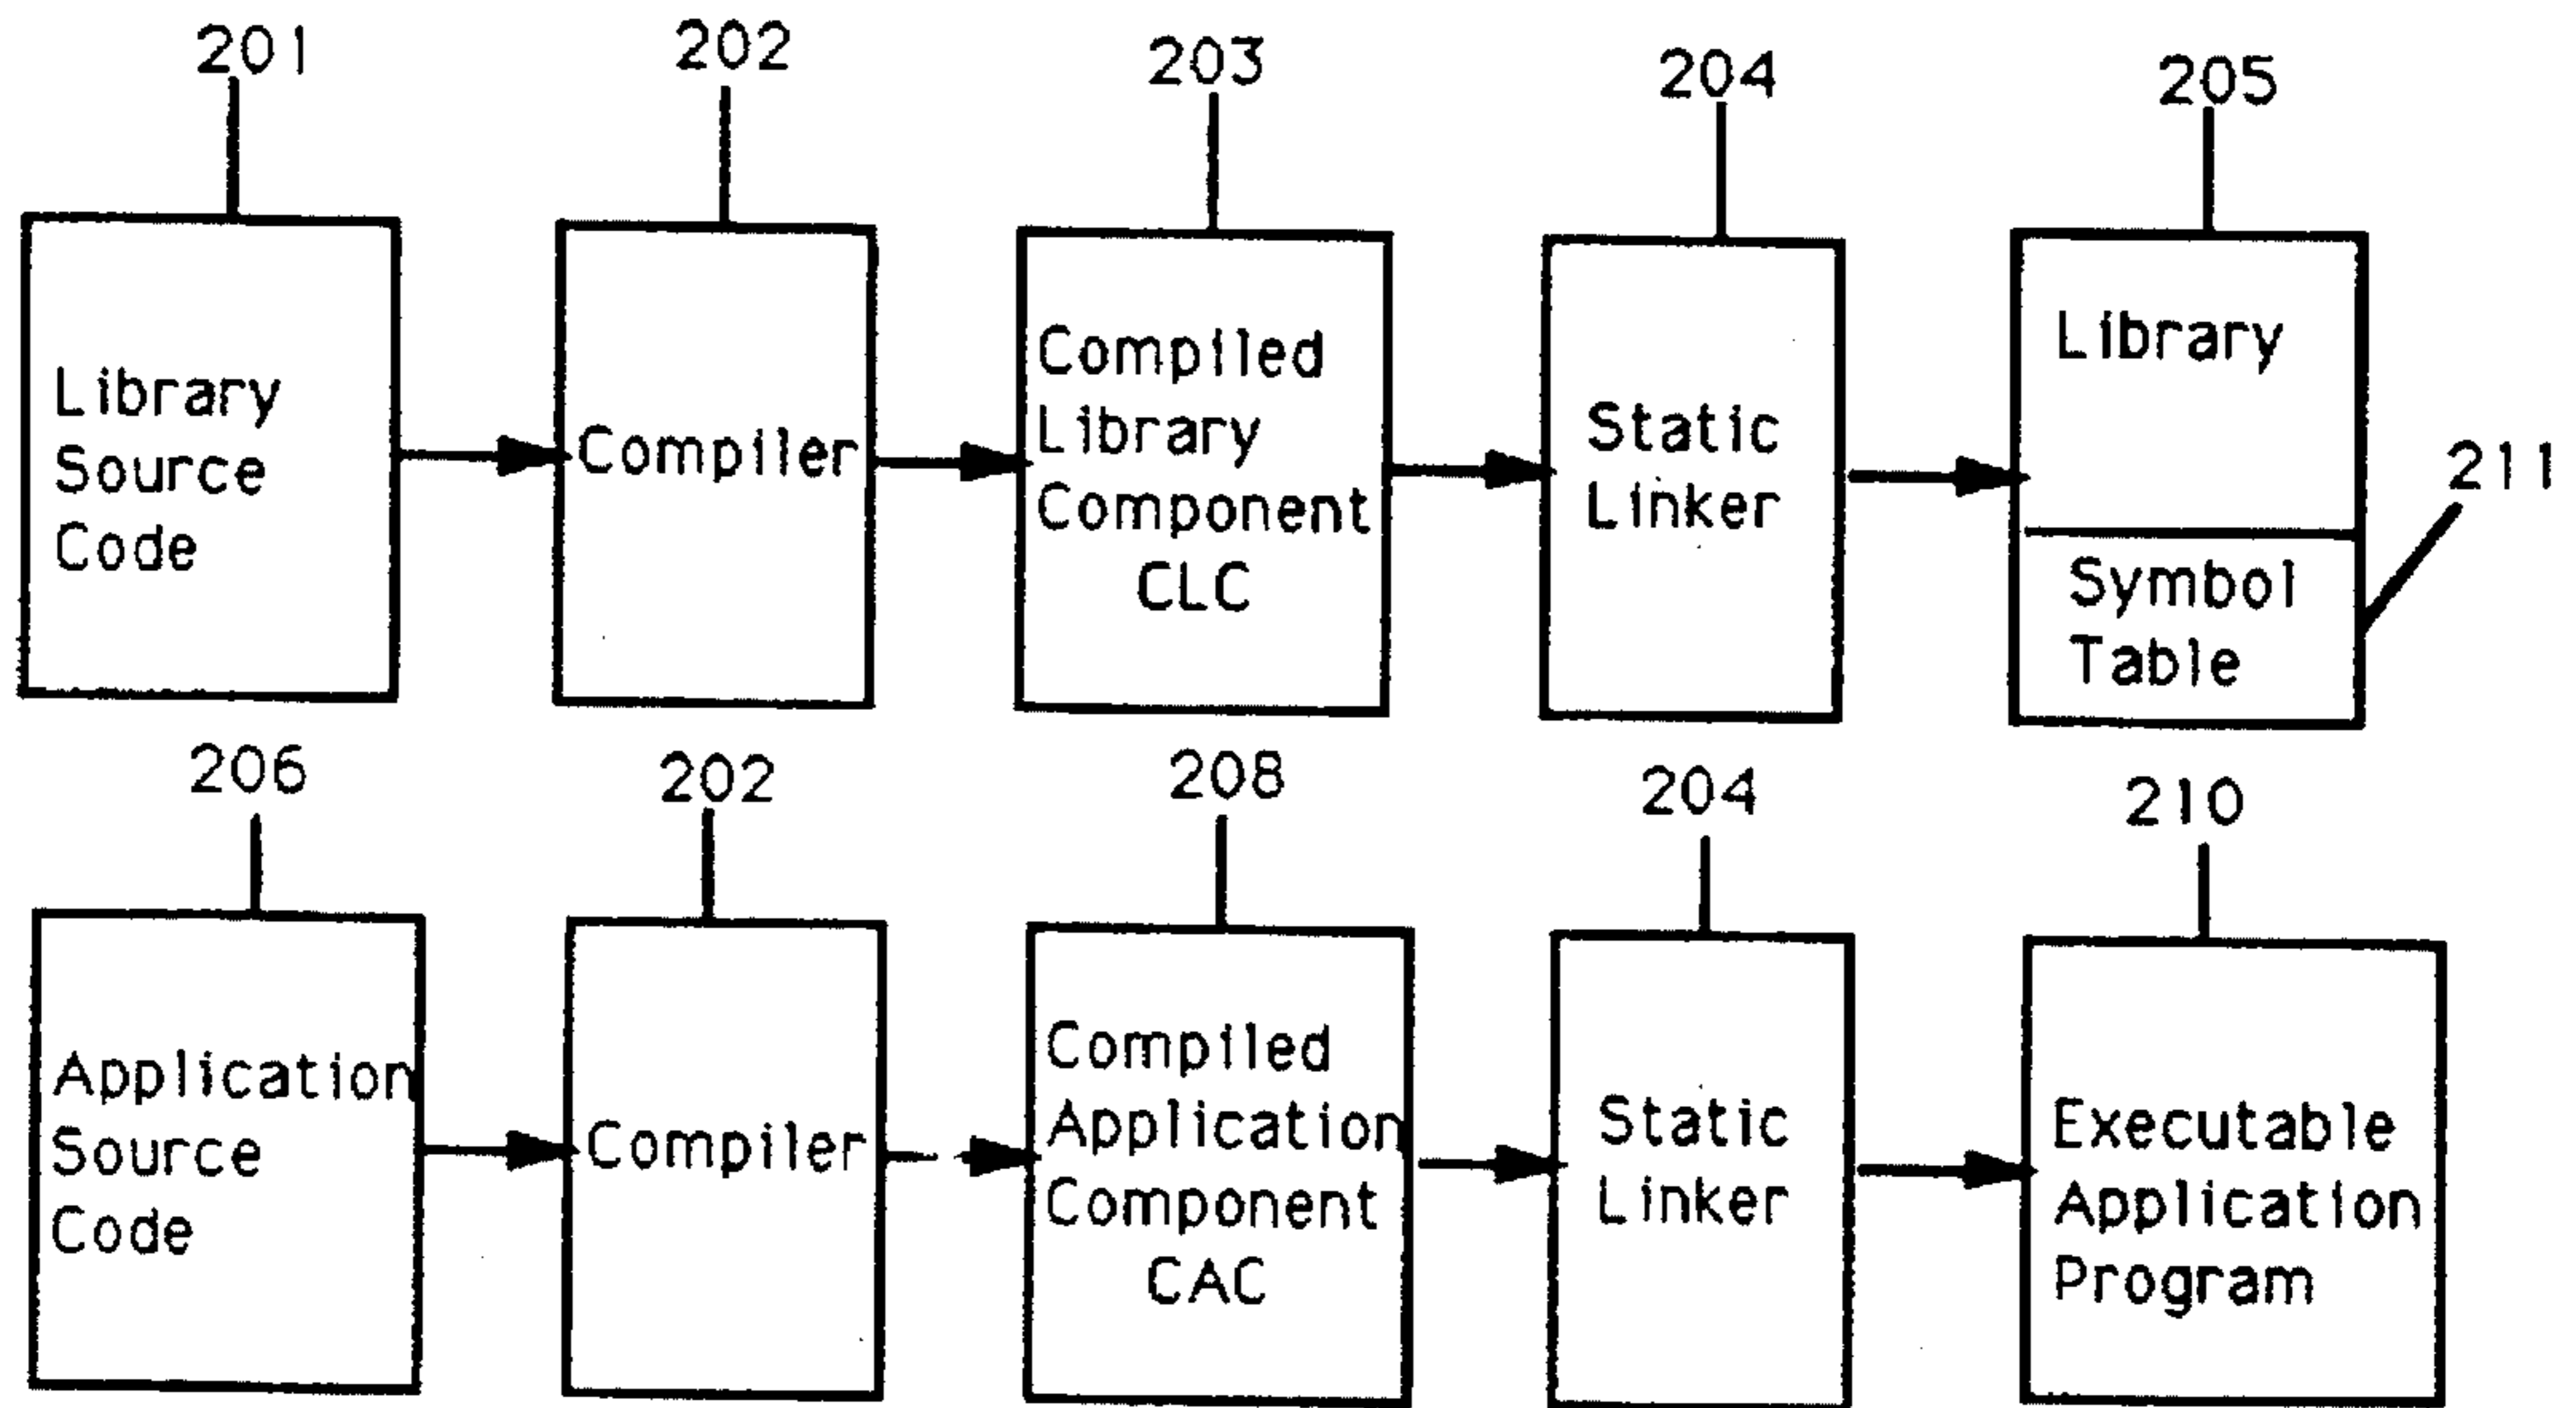 201
202
203
204
205
Library
Source
Code
Compiler
Compiled
Library
Component
CLC
Static
Linker
Library
Symbol
Table
211
206
202
208
204
210
Application
Source
Code
Compiler
Compiled
Application
Component
CAC
Static
Linker
Executable
Application
Program